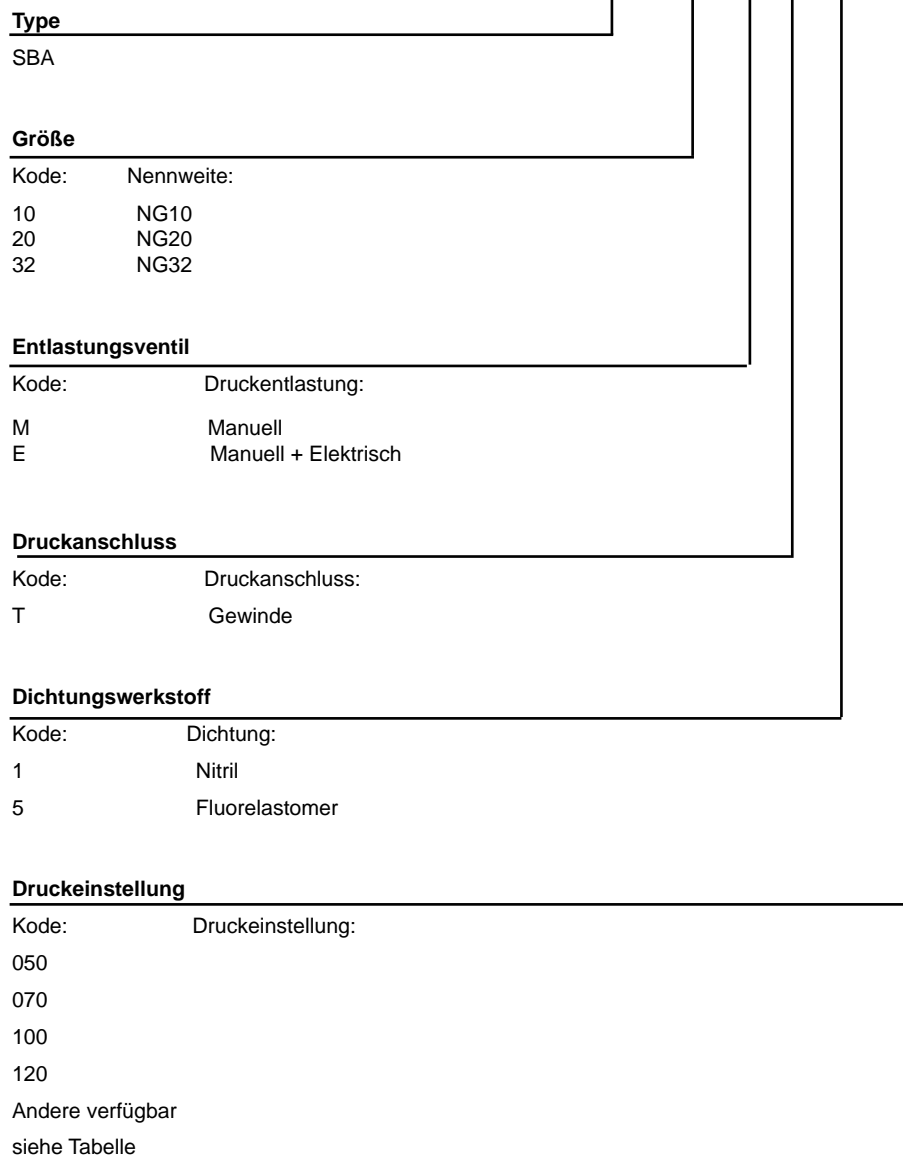 Type
SBA
Größe
Kode: Nennweite:
10 NG10
20 NG20
32 NG32
Entlastungsventil
Kode: Druckentlastung:
M Manuell
E Manuell + Elektrisch
Druckanschluss
Kode: Druckanschluss:
T Gewinde
Dichtungswerkstoff
Kode: Dichtung:
1 Nitril
5 Fluorelastomer
Druckeinstellung
Kode: Druckeinstellung:
050
070
100
120
Andere verfügbar
siehe Tabelle